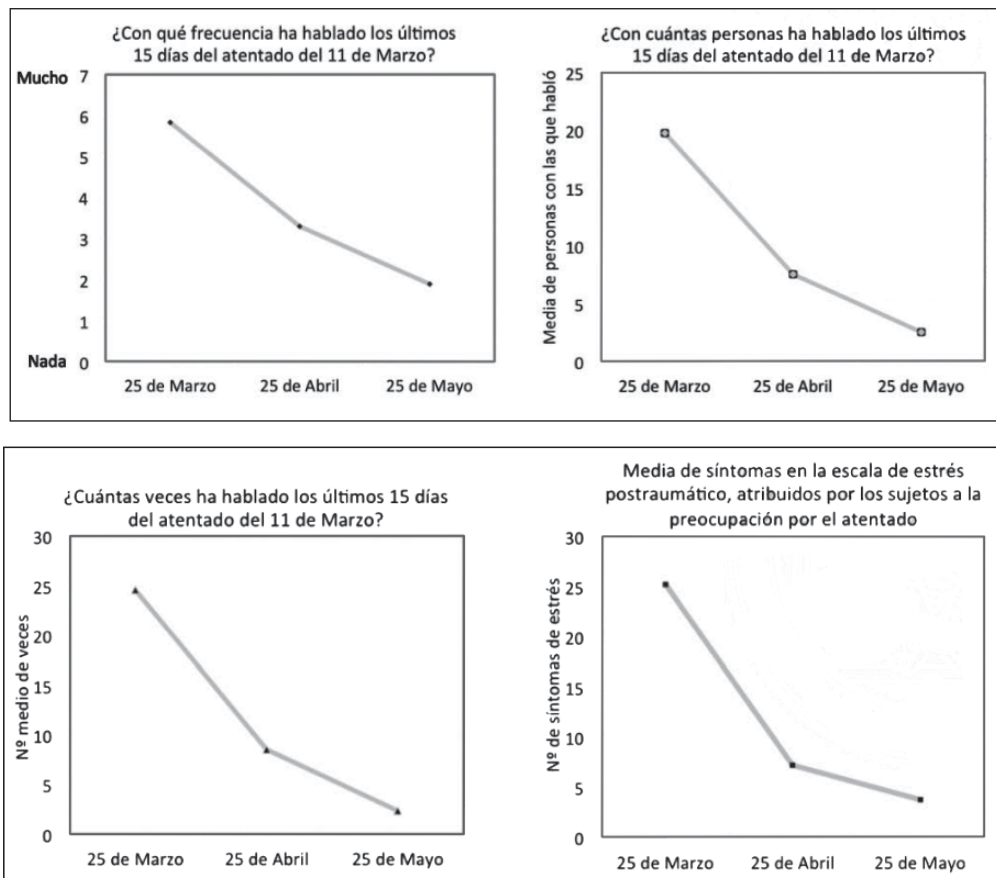 ¿Con qué frecuencia ha hablado los últimos
15 días del atentado del 11 de Marzo?
Mucho 7
6
5
4
3
2
1
Nada 0
25 de Marzo 25 de Abril 25 de Mayo
¿Con cuántas personas ha hablado los últimos
15 días del atentado del 11 de Marzo?
Media de personas con las que habló
25
20
15
10
5
0
25 de Marzo 25 de Abril 25 de Mayo
¿Cuántas veces ha hablado los últimos 15 días
del atentado del 11 de Marzo?
Nº medio de veces
30
25
20
15
10
5
0
25 de Marzo 25 de Abril 25 de Mayo
Media de síntomas en la escala de estrés
postraumático, atribuidos por los sujetos a la
preocupación por el atentado
Nº de síntomas de estrés
30
25
20
15
10
5
0
25 de Marzo 25 de Abril 25 de Mayo